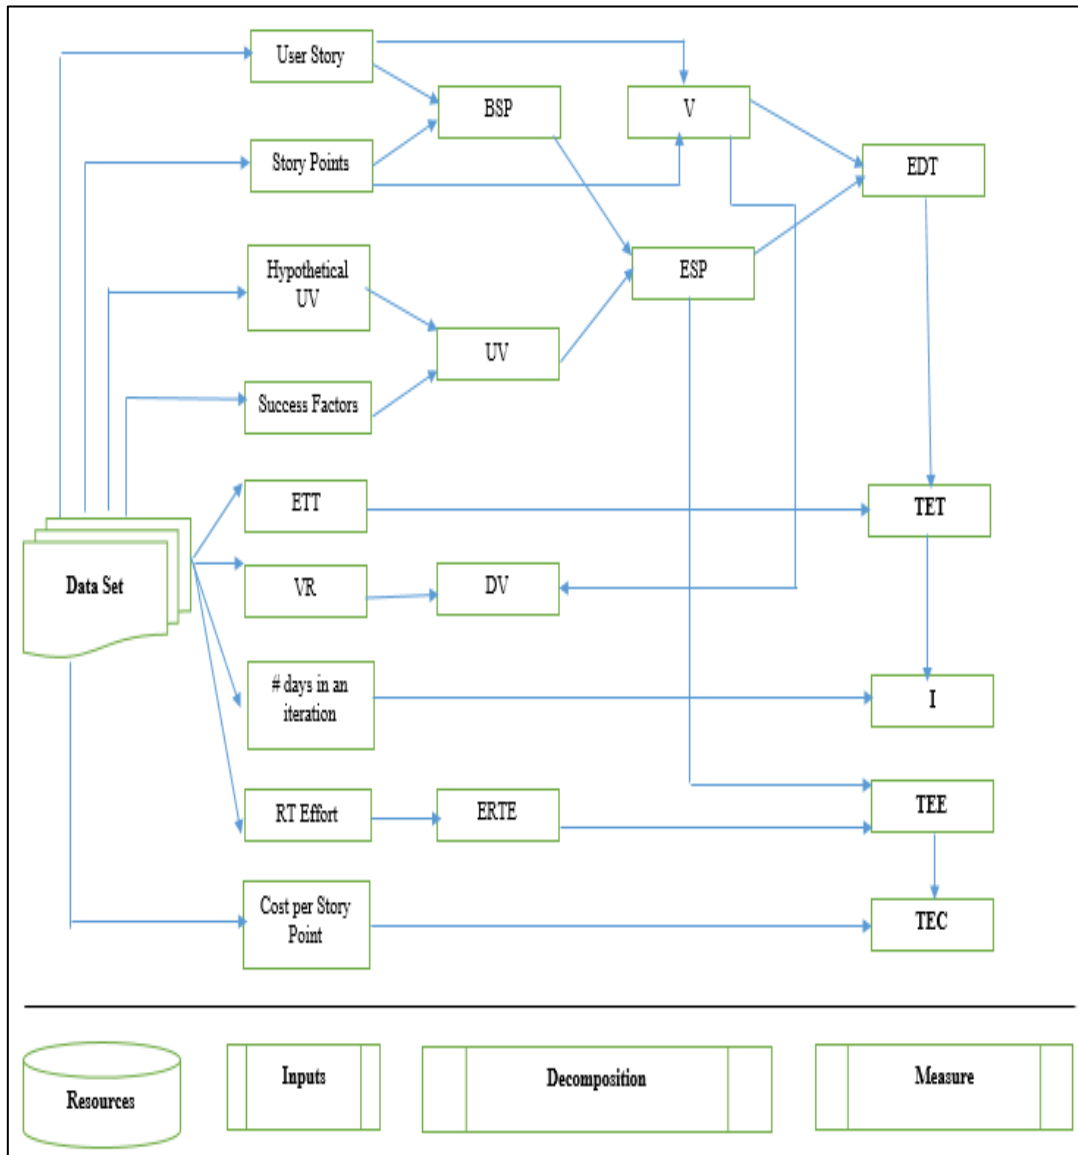 User Story
BSP
V
Story Points
EDT
Hypothetical
UV
ESP
UV
Success Factors
ETT
TET
Data Set
VR
DV
# days in an
iteration
I
RT Effort
ERTE
TEE
Cost per Story
Point
TEC
Resources
Inputs
Decomposition
Measure